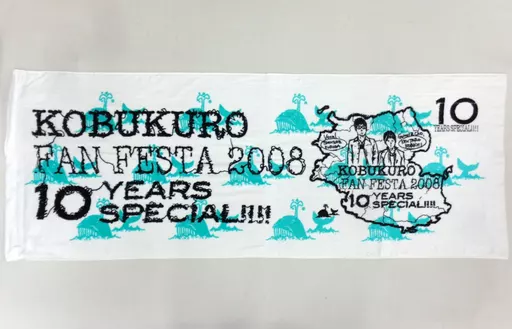 KOBUKURO
FAN FESTA 2008
10 YEARS
SPECIAL!!!!
10
YEARS SPECIAL!!!!
KOBUKURO
FAN FESTA 2008
10 YEARS
SPECIAL!!!!